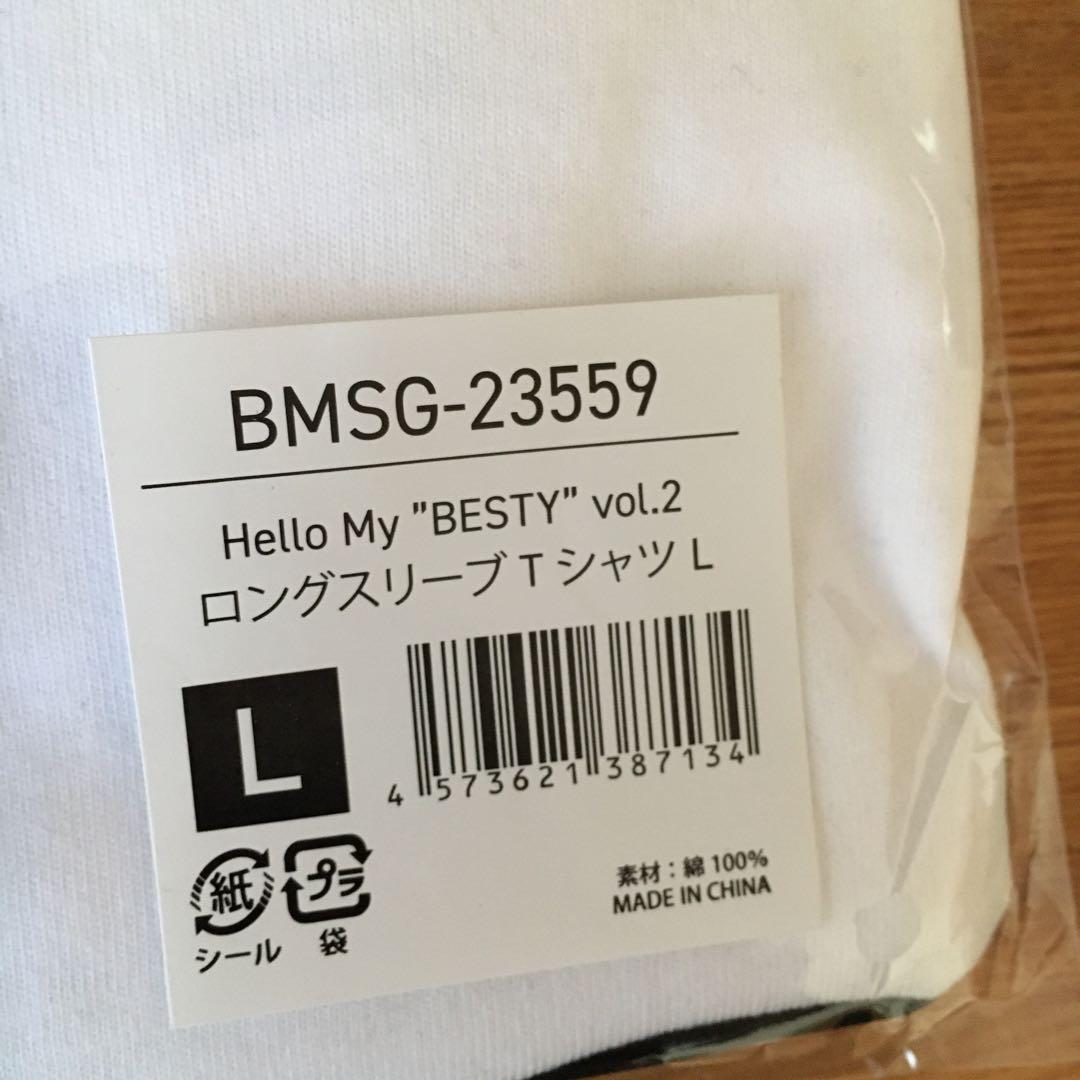 BMSG-23559
Hello My ”BESTY” vol.2
ロングスリーブTシャツ L
L
4 573621 387134
紙
シール
プラ
袋
素材：綿 100%
MADE IN CHINA